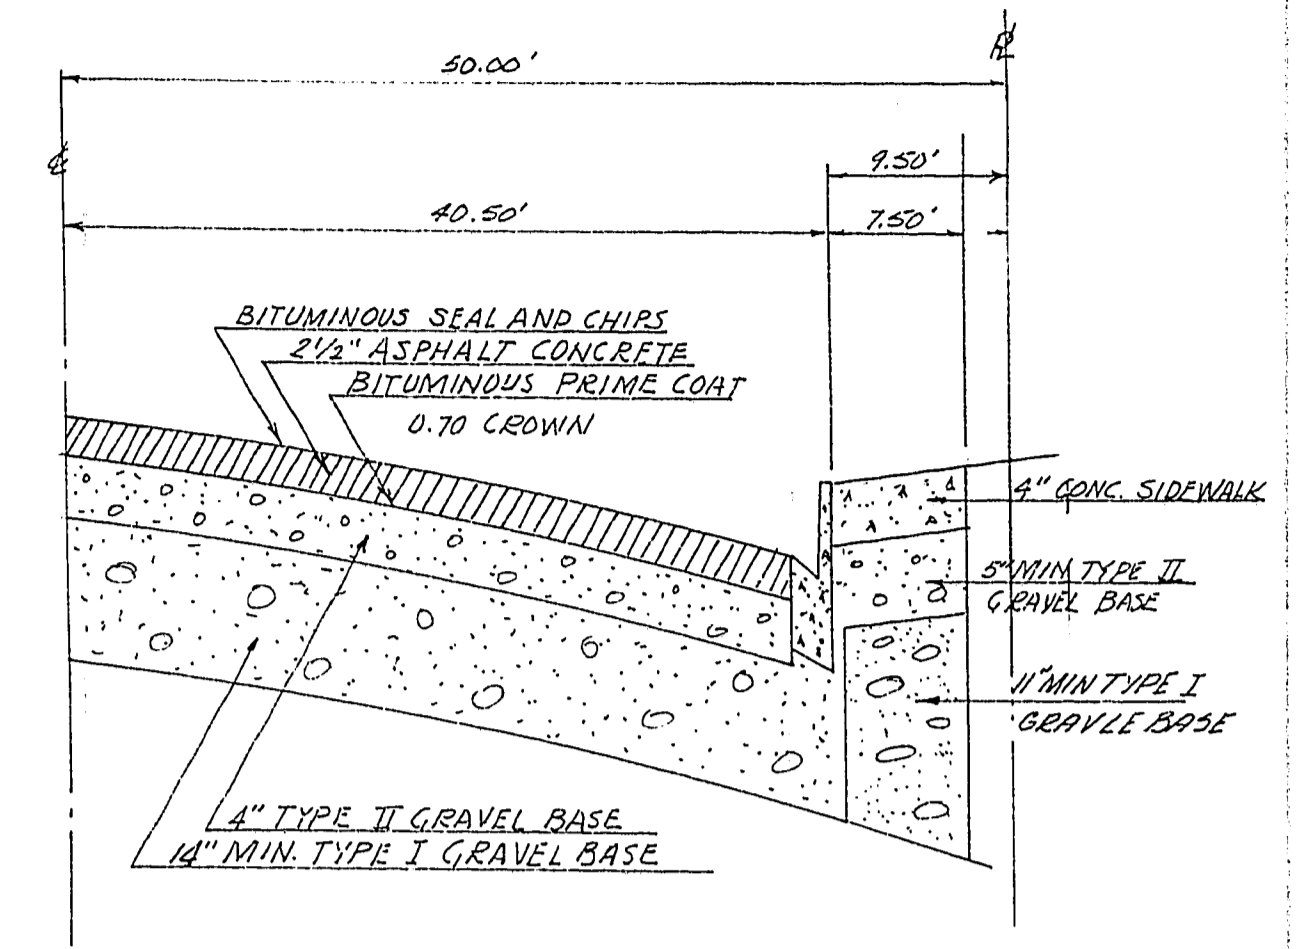 50.00'
PL
CL
9.50'
40.50'
7.50'
BITUMINOUS SEAL AND CHIPS
2 1/2" ASPHALT CONCRETE
BITUMINOUS PRIME COAT
0.70 CROWN
4" CONC. SIDEWALK
5" MIN TYPE II
GRAVEL BASE
11" MIN TYPE I
GRAVLE BASE
4" TYPE II GRAVEL BASE
14" MIN. TYPE I GRAVEL BASE